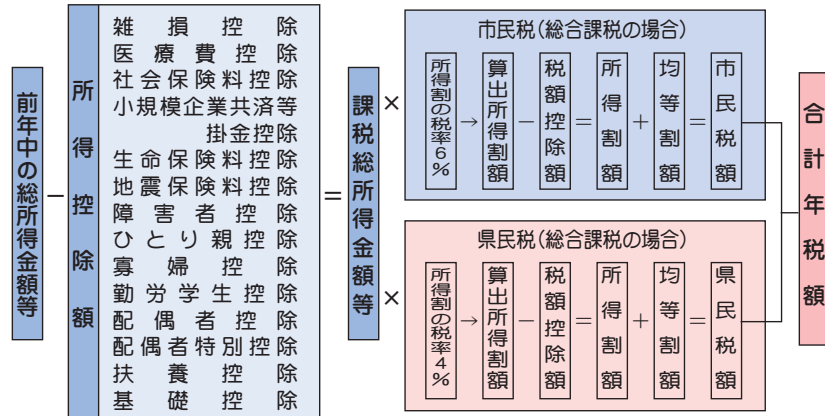 前年中の総所得金額等
−
所得控除額
雑損控除
医療費控除
社会保険料控除
小規模企業共済等
掛金控除
生命保険料控除
地震保険料控除
障害者控除
ひとり親控除
寡婦控除
勤労学生控除
配偶者控除
配偶者特別控除
扶養控除
基礎控除
=
課税総所得金額等
×
市民税(総合課税の場合)
所得割の税率6%
→
算出所得割額
−
税額控除額
=
所得割額
+
均等割額
=
市民税額
×
県民税(総合課税の場合)
所得割の税率4%
→
算出所得割額
−
税額控除額
=
所得割額
+
均等割額
=
県民税額
合計年税額